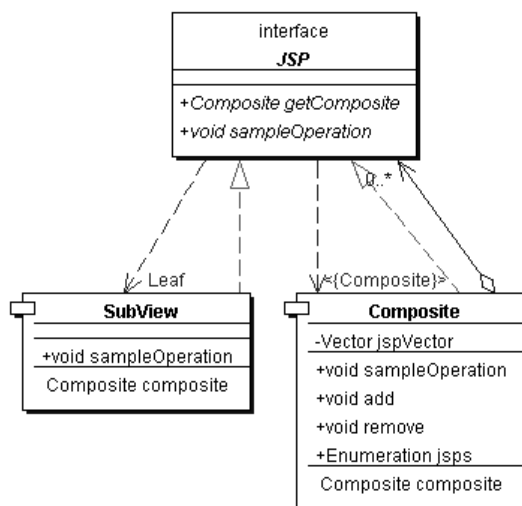 interface
JSP
+Composite getComposite
+void sampleOperation
0..*
Leaf
<{Composite}>
SubView
+void sampleOperation
Composite composite
Composite
-Vector jspVector
+void sampleOperation
+void add
+void remove
+Enumeration jsps
Composite composite